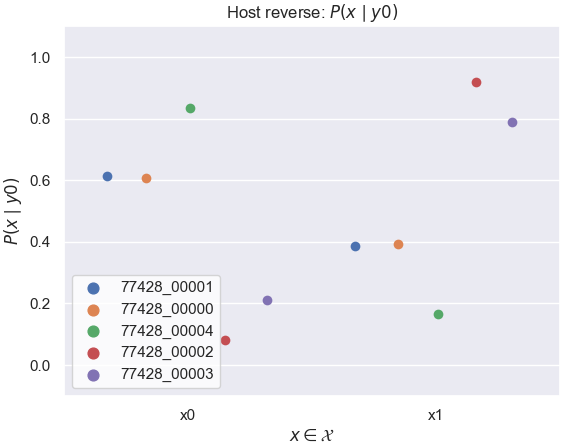 Host reverse: P(x | y0)
P(x | y0)
1.0
0.8
0.6
0.4
0.2
0.0
77428_00001
77428_00000
77428_00004
77428_00002
77428_00003
x0 x1
x ∈ 𝒳